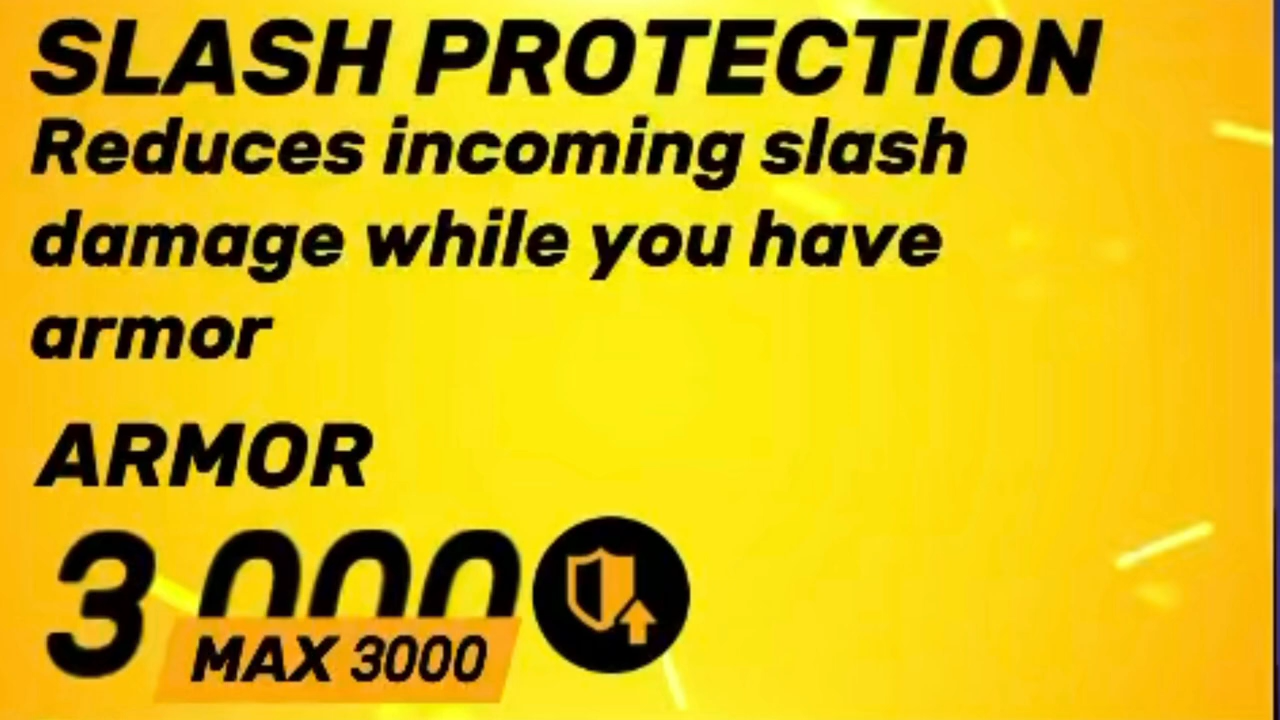 SLASH PROTECTION
Reduces incoming slash
damage while you have
armor
ARMOR
3 000
MAX 3000